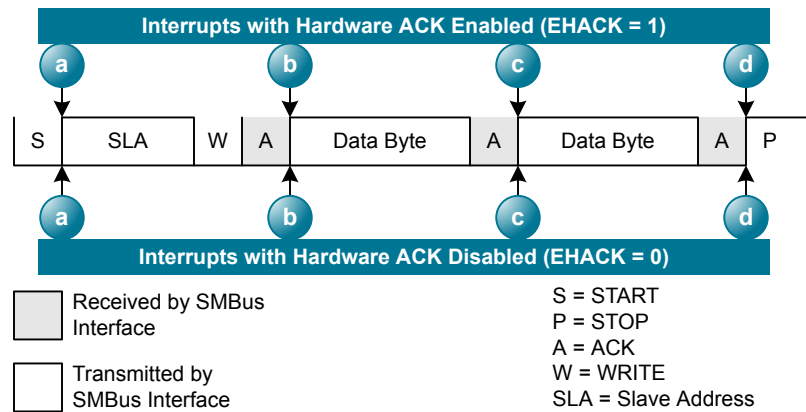 Interrupts with Hardware ACK Enabled (EHACK = 1)
a b c d
S SLA W A Data Byte A Data Byte A P
a b c d
Interrupts with Hardware ACK Disabled (EHACK = 0)
Received by SMBus
Interface
Transmitted by
SMBus Interface
S = START
P = STOP
A = ACK
W = WRITE
SLA = Slave Address